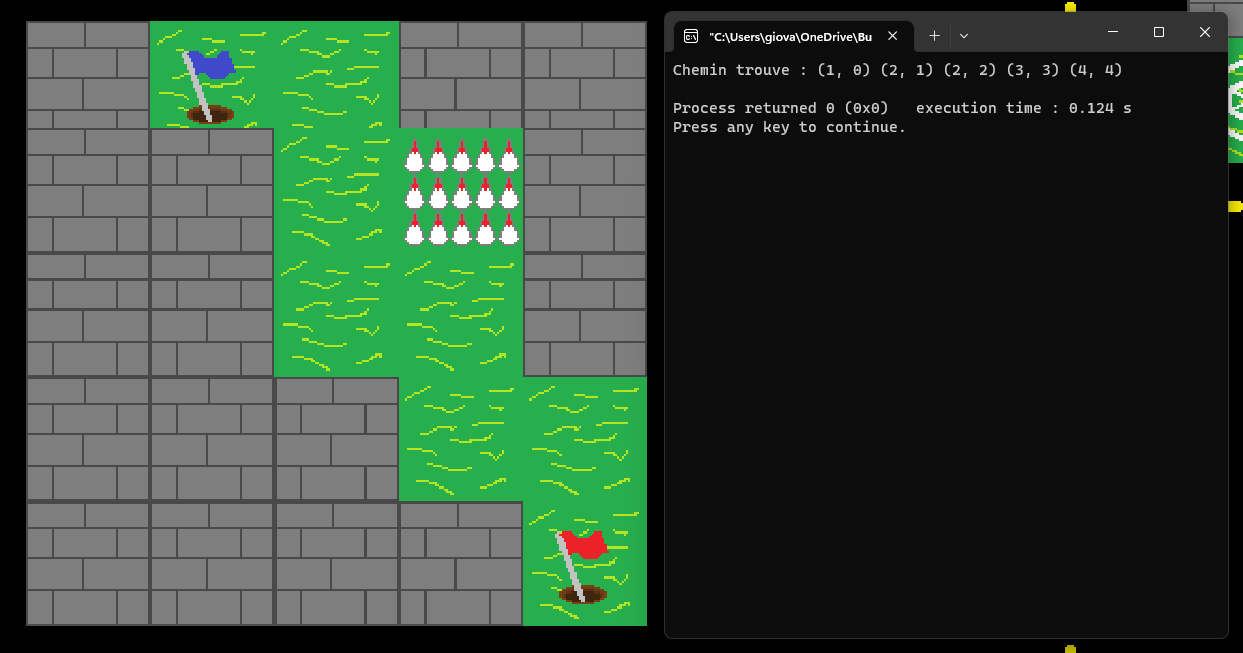 "C:\Users\giova\OneDrive\Bu
Chemin trouve : (1, 0) (2, 1) (2, 2) (3, 3) (4, 4)
Process returned 0 (0x0)   execution time : 0.124 s
Press any key to continue.